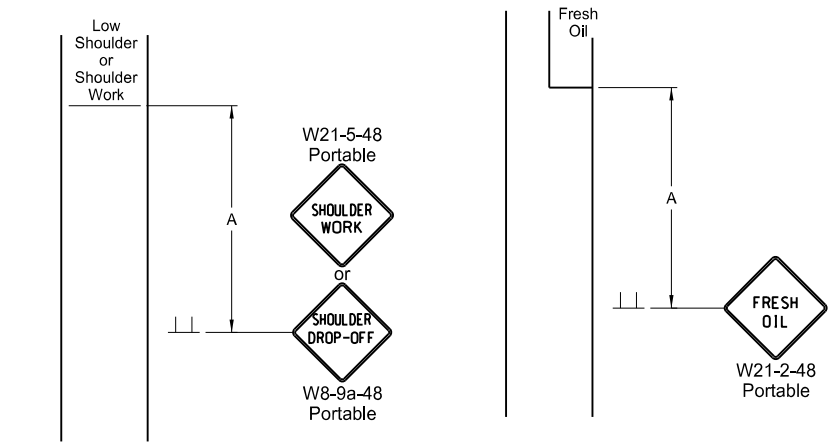 Low
Shoulder
or
Shoulder
Work
A
W21-5-48
Portable
SHOULDER
WORK
or
SHOULDER
DROP-OFF
W8-9a-48
Portable
Fresh
Oil
A
FRESH
OIL
W21-2-48
Portable